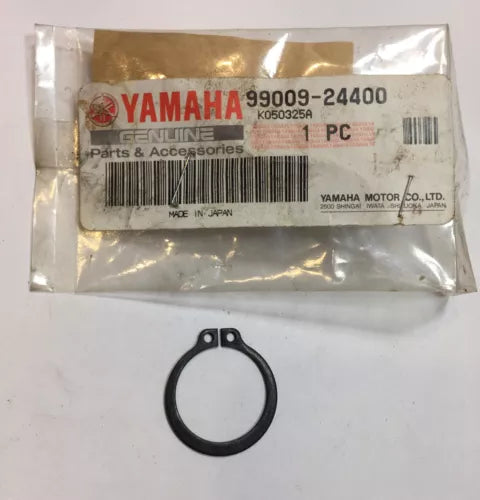 YAMAHA 99009-24400
K050325A
GENUINE
1 PC
Parts & Accessories
YAMAHA MOTOR CO., LTD.
2500 SHINGAI IWATA SHIZUOKA JAPAN
MADE IN JAPAN